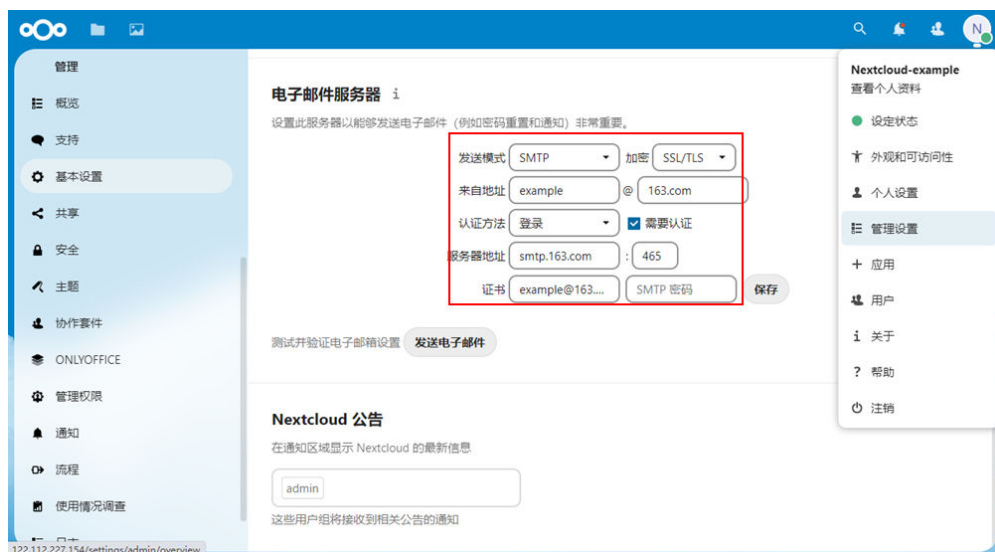 N
管理
概览
支持
基本设置
共享
安全
主题
协作套件
ONLYOFFICE
管理权限
通知
流程
使用情况调查
122.112.227.154/settings/admin/overview
电子邮件服务器 i
设置此服务器以能够发送电子邮件（例如密码重置和通知）非常重要。
发送模式 SMTP 加密 SSL/TLS
来自地址 example @ 163.com
认证方法 登录 需要认证
服务器地址 smtp.163.com : 465
证书 example@163.... SMTP 密码 保存
测试并验证电子邮箱设置 发送电子邮件
Nextcloud 公告
在通知区域显示 Nextcloud 的最新信息
admin
这些用户组将接收到相关公告的通知
Nextcloud-example
查看个人资料
设定状态
外观和可访问性
个人设置
管理设置
应用
用户
关于
帮助
注销